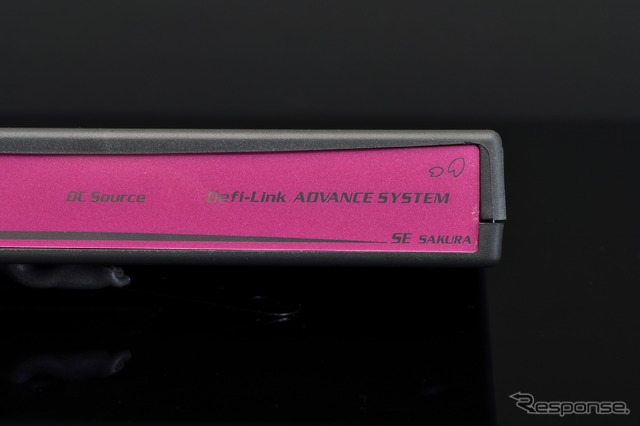 DC Source Defi-Link ADVANCE SYSTEM
SE SAKURA
Response.